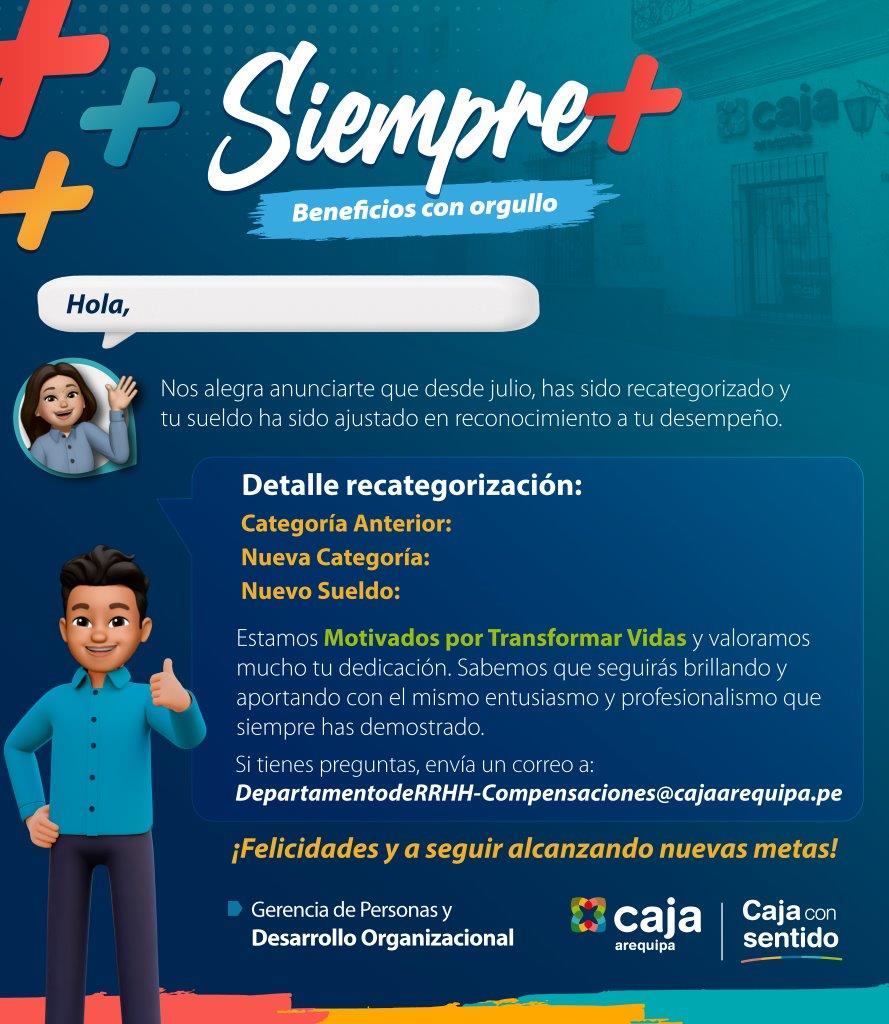 Siempre+
Beneficios con orgullo
caja
arequipa
Hola,
Nos alegra anunciarte que desde julio, has sido recategorizado y
tu sueldo ha sido ajustado en reconocimiento a tu desempeño.
Detalle recategorización:
Categoría Anterior:
Nueva Categoría:
Nuevo Sueldo:
Estamos Motivados por Transformar Vidas y valoramos
mucho tu dedicación. Sabemos que seguirás brillando y
aportando con el mismo entusiasmo y profesionalismo que
siempre has demostrado.
Si tienes preguntas, envía un correo a:
DepartamentodeRRHH-Compensaciones@cajaarequipa.pe
¡Felicidades y a seguir alcanzando nuevas metas!
Gerencia de Personas y
Desarrollo Organizacional
caja
arequipa
Caja con
sentido